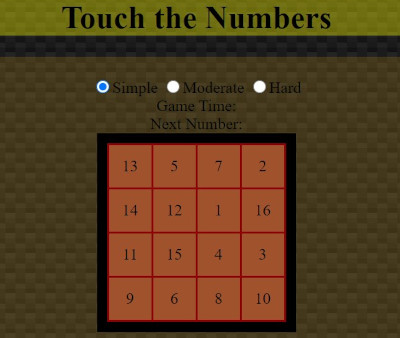 Touch the Numbers
Simple Moderate Hard
Game Time:
Next Number:
13 5 7 2
14 12 1 16
11 15 4 3
9 6 8 10